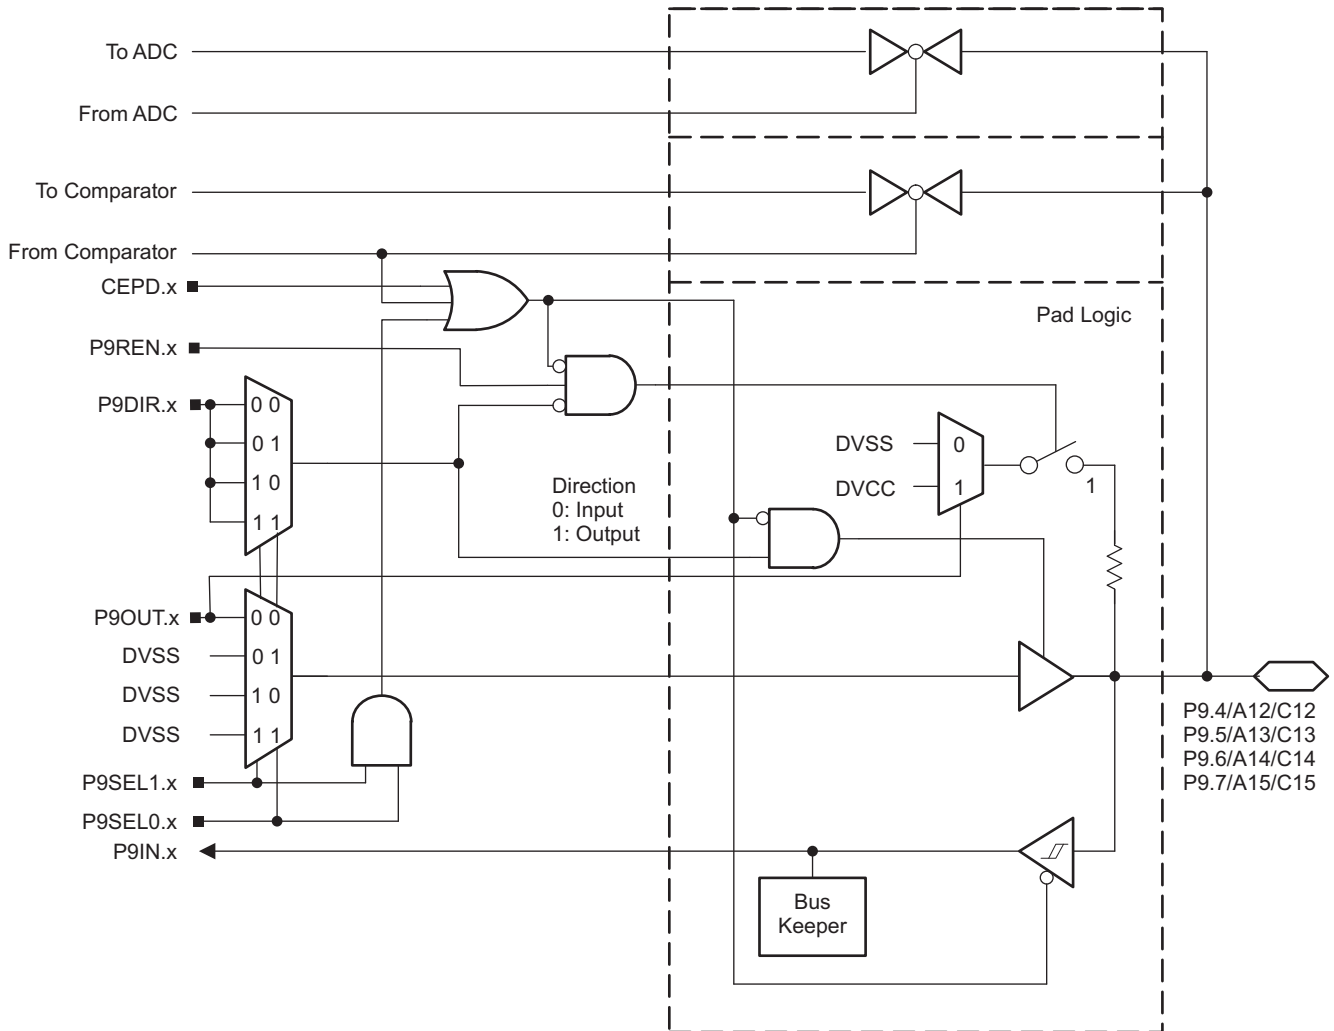 To ADC
From ADC
To Comparator
From Comparator
CEPD.x
Pad Logic
P9REN.x
P9DIR.x
0 0
0 1
1 0
1 1
DVSS
0
DVCC
1
1
Direction
0: Input
1: Output
P9OUT.x
0 0
DVSS
0 1
DVSS
1 0
DVSS
1 1
P9.4/A12/C12
P9.5/A13/C13
P9.6/A14/C14
P9.7/A15/C15
P9SEL1.x
P9SEL0.x
P9IN.x
Bus
Keeper